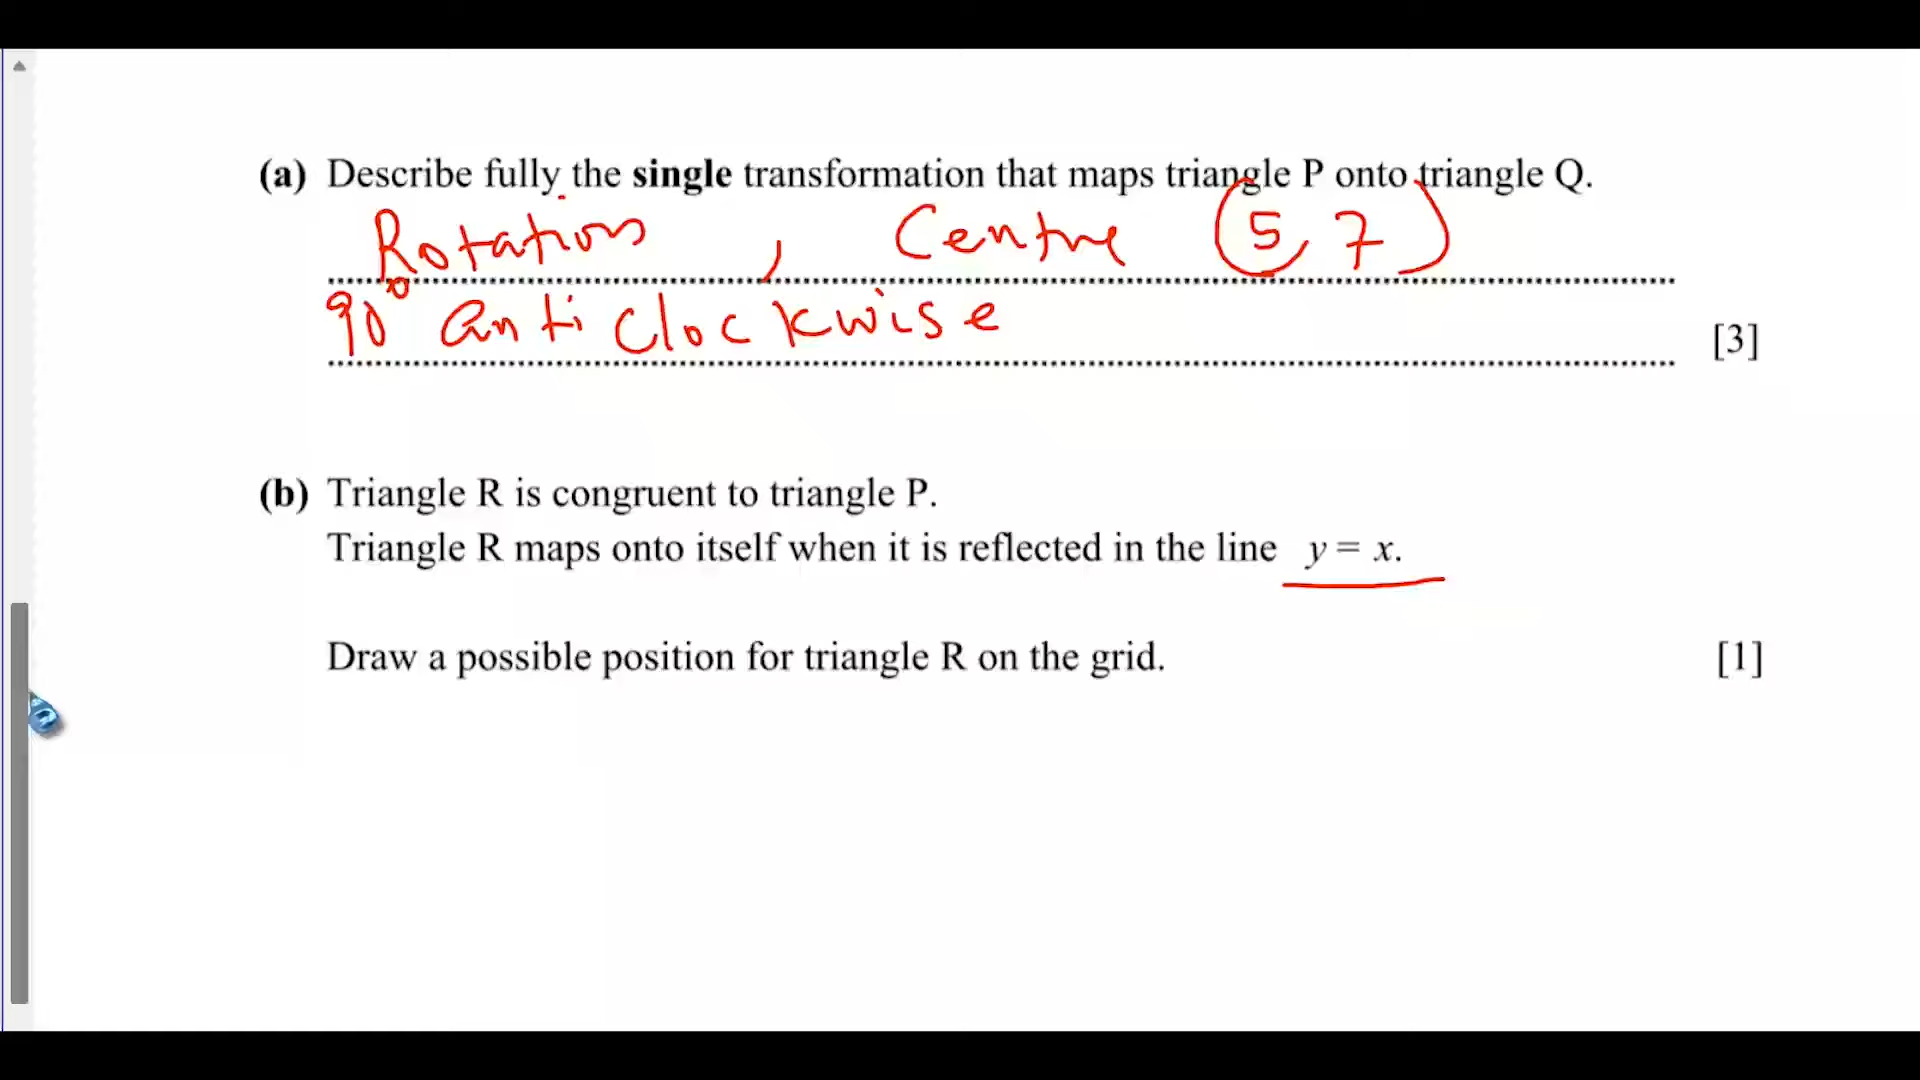 (a) Describe fully the single transformation that maps triangle P onto triangle Q.
Rotation, Centre (5, 7)
90° anti clockwise
[3]
(b) Triangle R is congruent to triangle P.
Triangle R maps onto itself when it is reflected in the line y = x.
Draw a possible position for triangle R on the grid. [1]